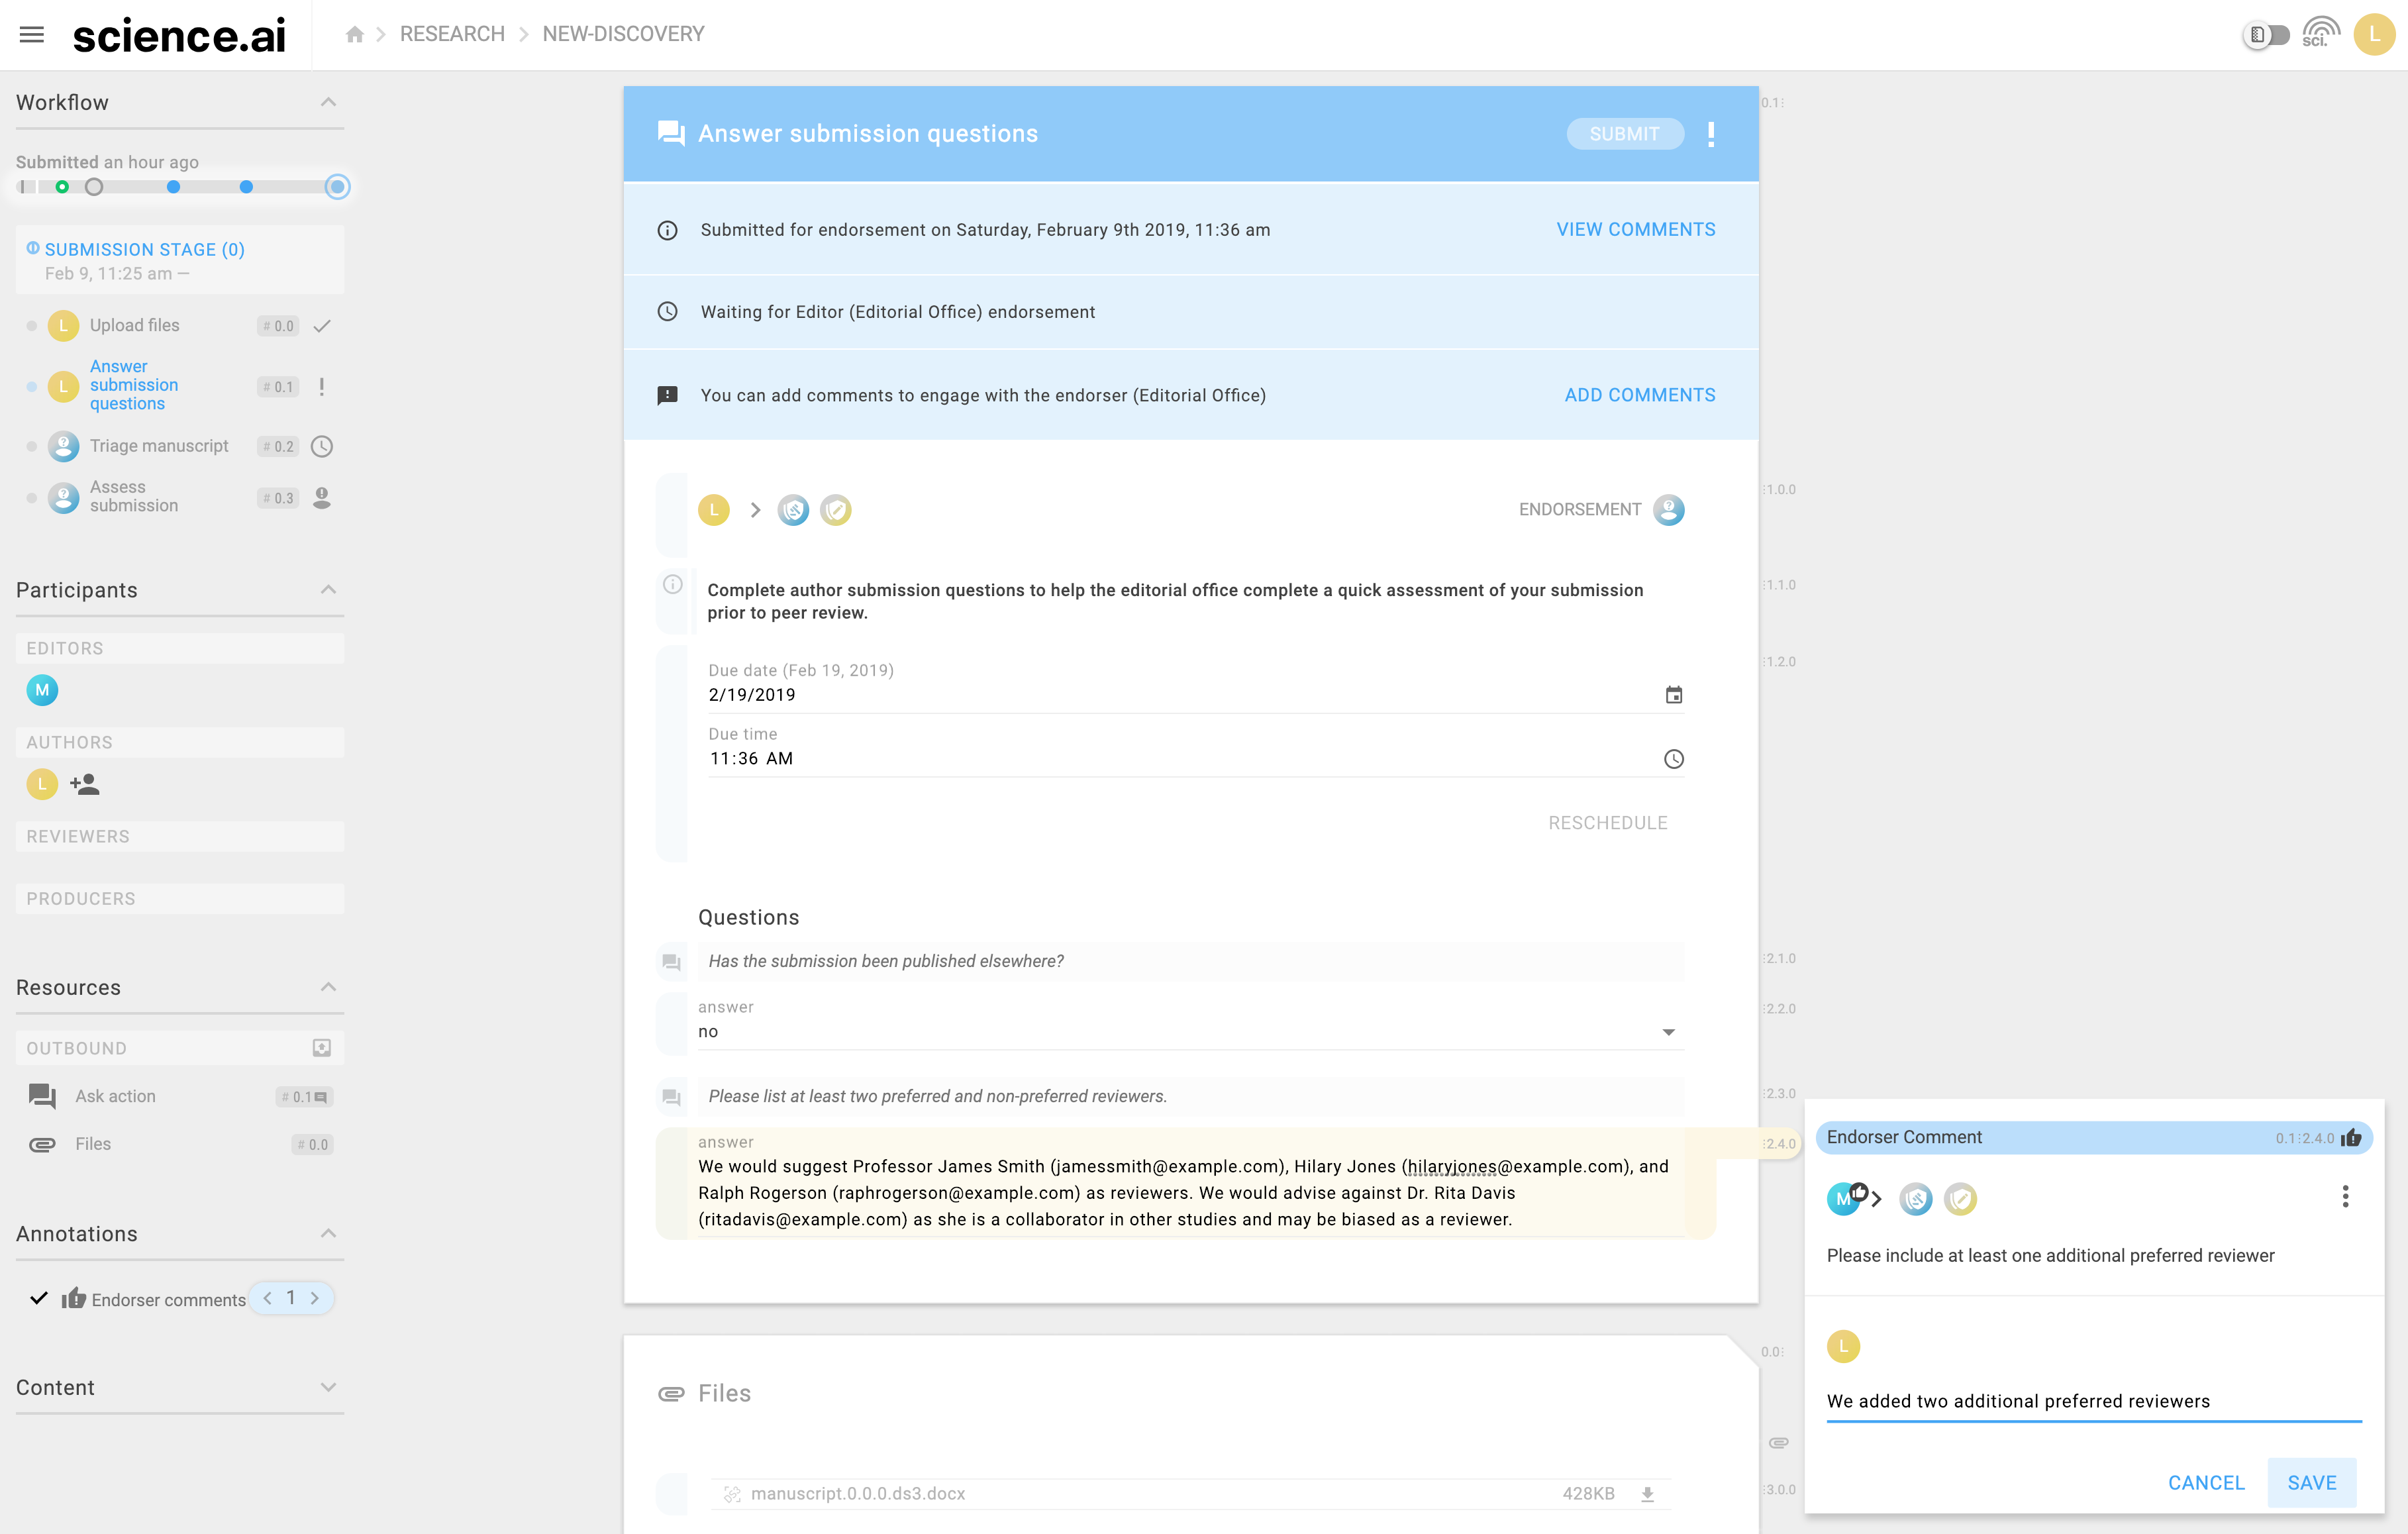 science.ai
RESEARCH
NEW-DISCOVERY
sci.
L
Workflow
Submitted an hour ago
SUBMISSION STAGE (0)
Feb 9, 11:25 am —
L
Upload files
# 0.0
L
Answer
submission
questions
# 0.1
Triage manuscript
# 0.2
Assess
submission
# 0.3
Participants
EDITORS
M
AUTHORS
L
REVIEWERS
PRODUCERS
Resources
OUTBOUND
Ask action
# 0.1
Files
# 0.0
Annotations
Endorser comments
1
Content
Answer submission questions
SUBMIT
0.1
Submitted for endorsement on Saturday, February 9th 2019, 11:36 am
VIEW COMMENTS
Waiting for Editor (Editorial Office) endorsement
You can add comments to engage with the endorser (Editorial Office)
ADD COMMENTS
L
ENDORSEMENT
1.0.0
Complete author submission questions to help the editorial office complete a quick assessment of your submission
prior to peer review.
1.1.0
Due date (Feb 19, 2019)
2/19/2019
1.2.0
Due time
11:36 AM
RESCHEDULE
Questions
Has the submission been published elsewhere?
2.1.0
answer
no
2.2.0
Please list at least two preferred and non-preferred reviewers.
2.3.0
answer
We would suggest Professor James Smith (jamessmith@example.com), Hilary Jones (hilaryjones@example.com), and
Ralph Rogerson (raphrogerson@example.com) as reviewers. We would advise against Dr. Rita Davis
(ritadavis@example.com) as she is a collaborator in other studies and may be biased as a reviewer.
2.4.0
Files
0.0
manuscript.0.0.0.ds3.docx
428KB
3.0.0
Endorser Comment
0.1 2.4.0
M
Please include at least one additional preferred reviewer
L
We added two additional preferred reviewers
CANCEL
SAVE